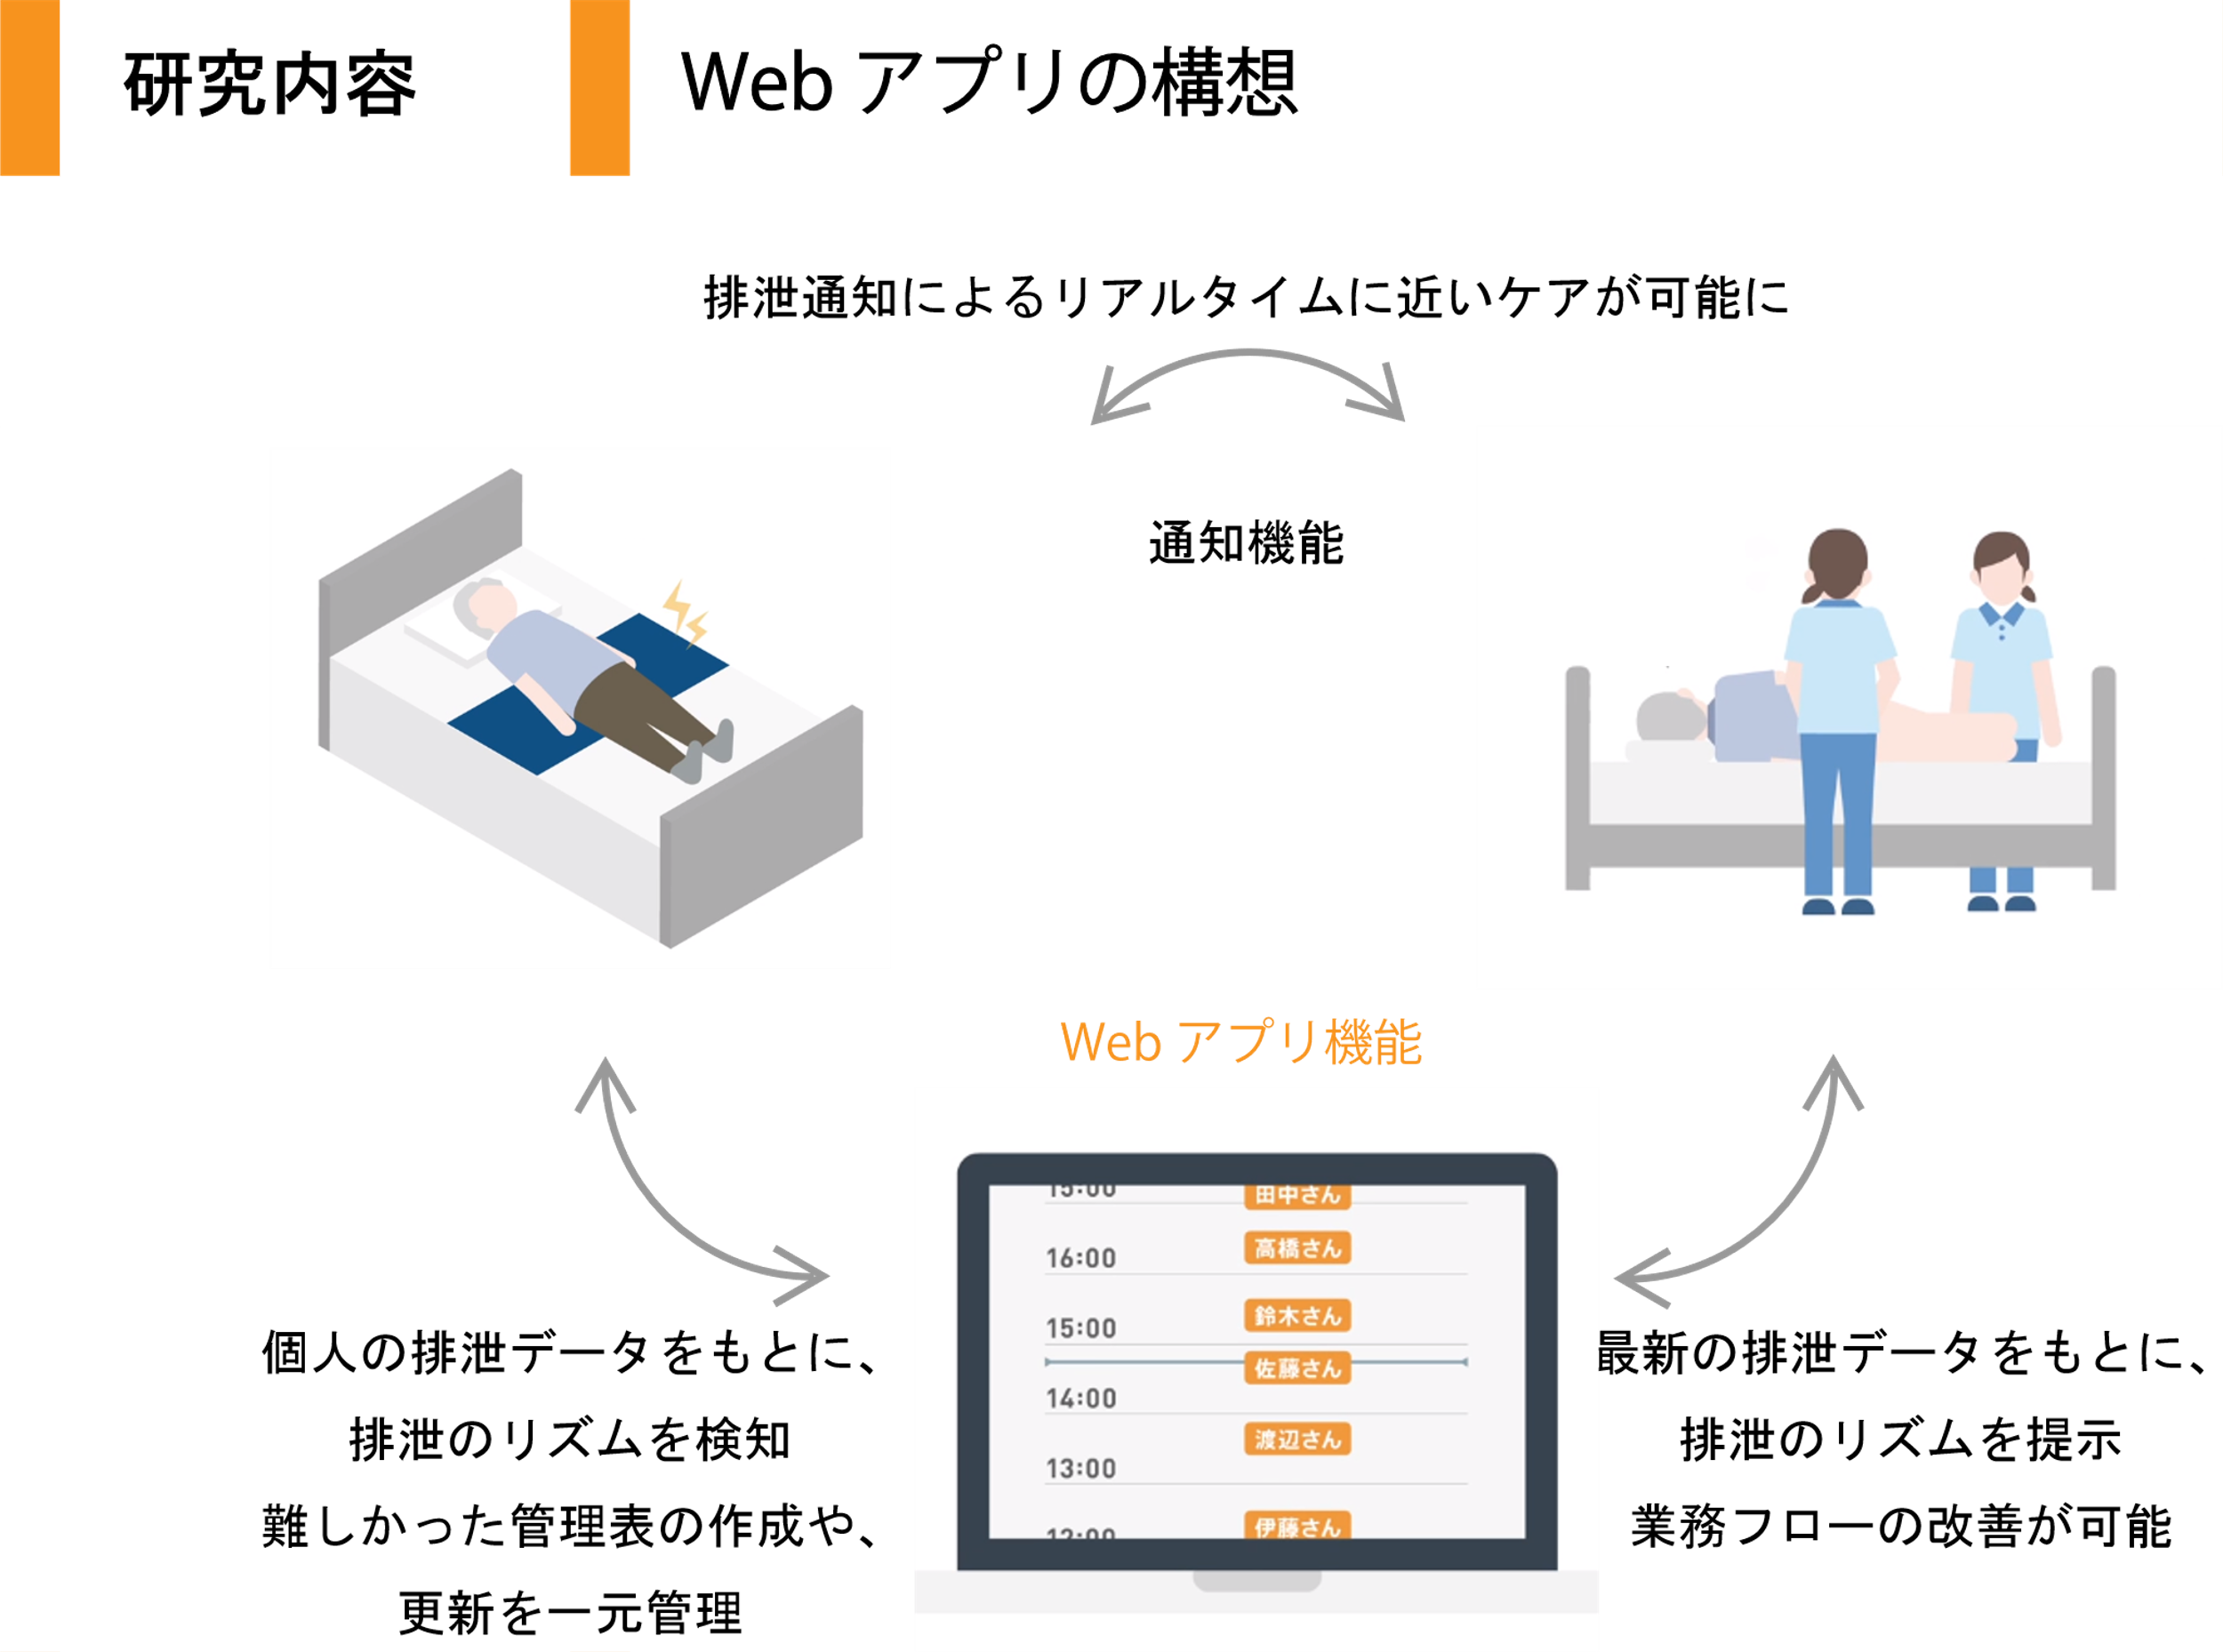 研究内容
Web アプリの構想
排泄通知によるリアルタイムに近いケアが可能に
通知機能
Web アプリ機能
15:00 田中さん
16:00 高橋さん
15:00 鈴木さん
佐藤さん
14:00
渡辺さん
13:00
12:00 伊藤さん
個人の排泄データをもとに、
排泄のリズムを検知
難しかった管理表の作成や、
更新を一元管理
最新の排泄データをもとに、
排泄のリズムを提示
業務フローの改善が可能